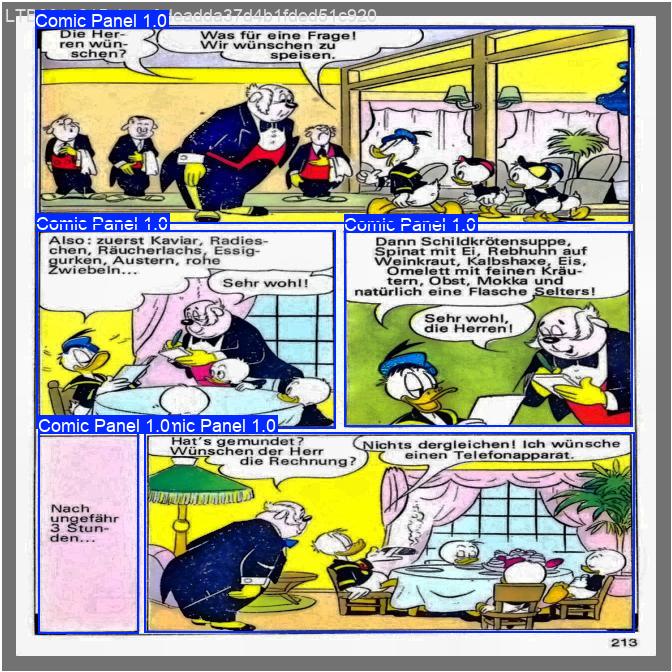 Comic Panel 1.0
Die Her-
ren wün-
schen?
Was für eine Frage!
Wir wünschen zu
speisen.
Comic Panel 1.0
Also: zuerst Kaviar, Radies-
chen, Räucherlachs, Essig-
gurken, Austern, rohe
Zwiebeln...
Sehr wohl!
Comic Panel 1.0
Dann Schildkrötensuppe,
Spinat mit Ei, Rebhuhn auf
Weinkraut, Kalbshaxe, Eis,
Omelett mit feinen Kräu-
tern, Obst, Mokka und
natürlich eine Flasche Selters!
Sehr wohl,
die Herren!
Comic Panel 1.0
Nach
ungefähr
3 Stun-
den...
nic Panel 1.0
Hat's gemundet?
Wünschen der Herr
die Rechnung?
Nichts dergleichen! Ich wünsche
einen Telefonapparat.
213